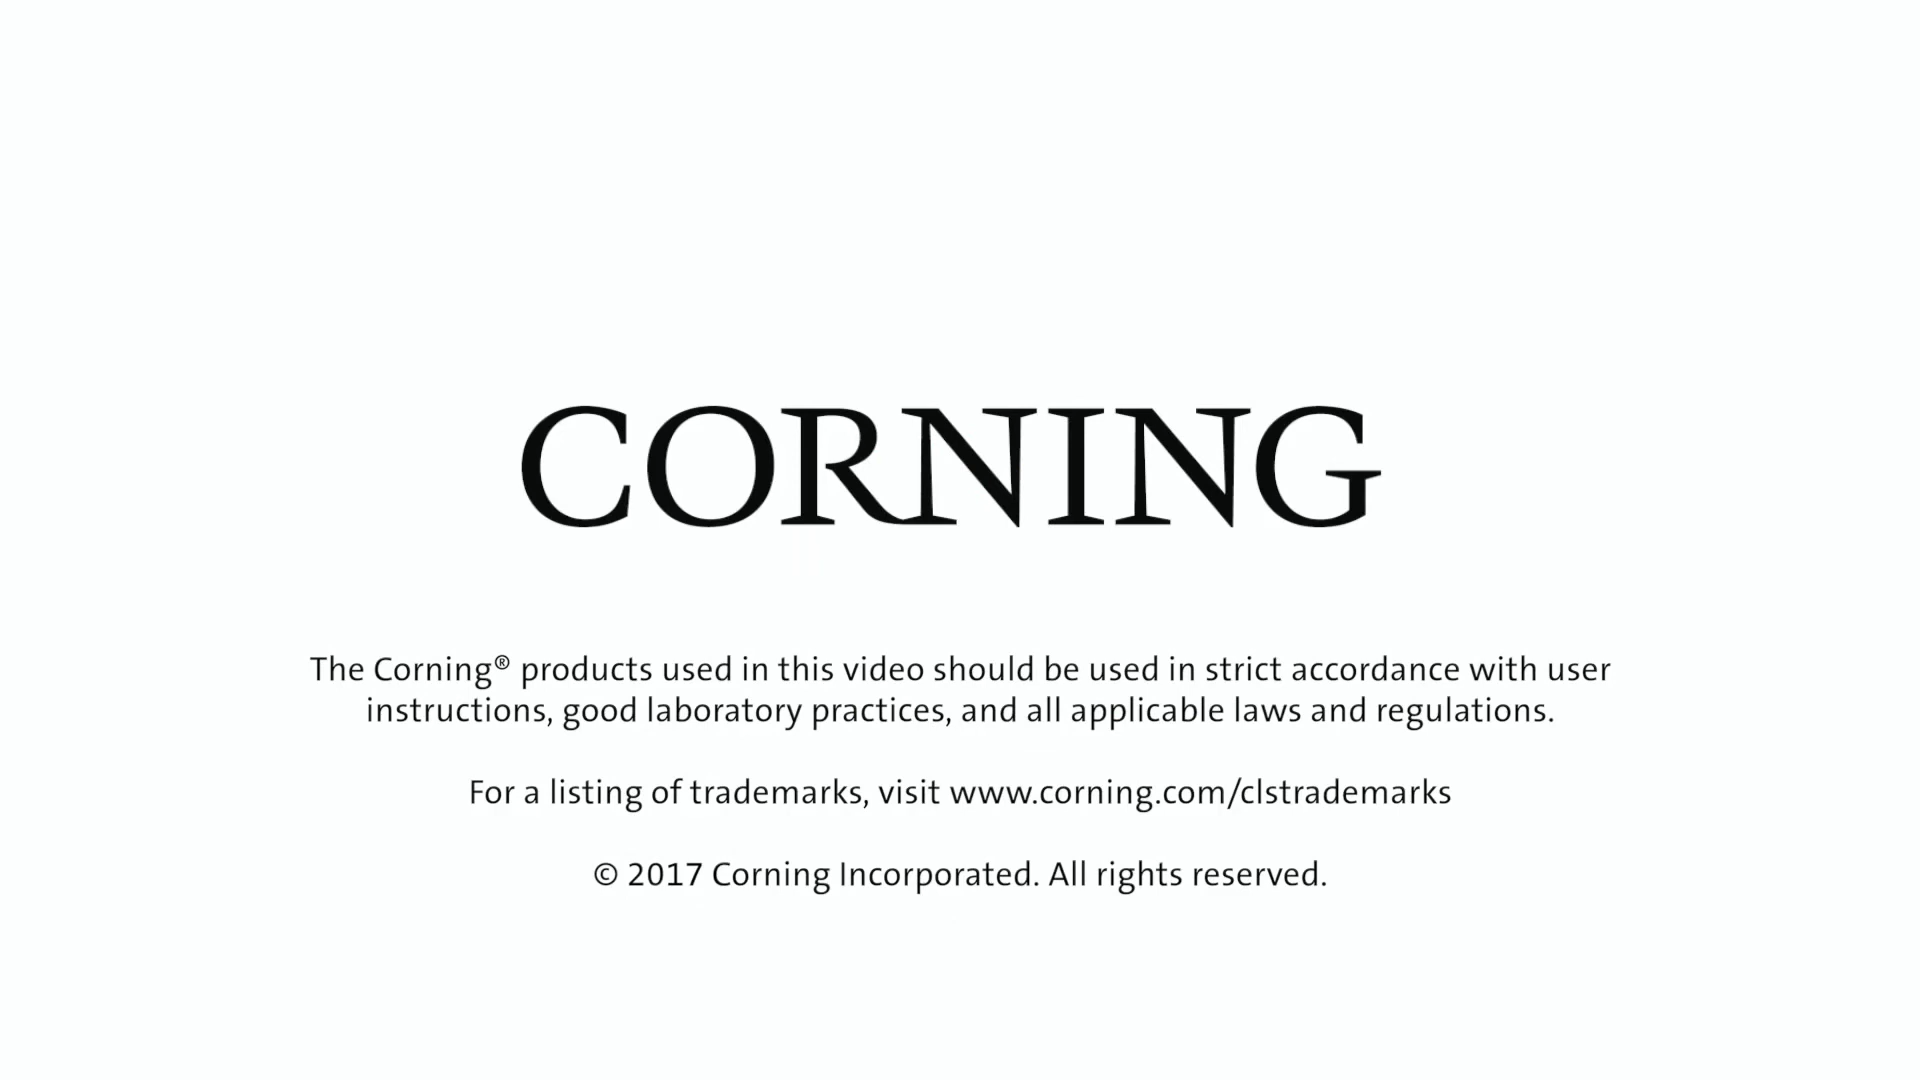 CORNING
The Corning® products used in this video should be used in strict accordance with user
instructions, good laboratory practices, and all applicable laws and regulations.
For a listing of trademarks, visit www.corning.com/clstrademarks
© 2017 Corning Incorporated. All rights reserved.